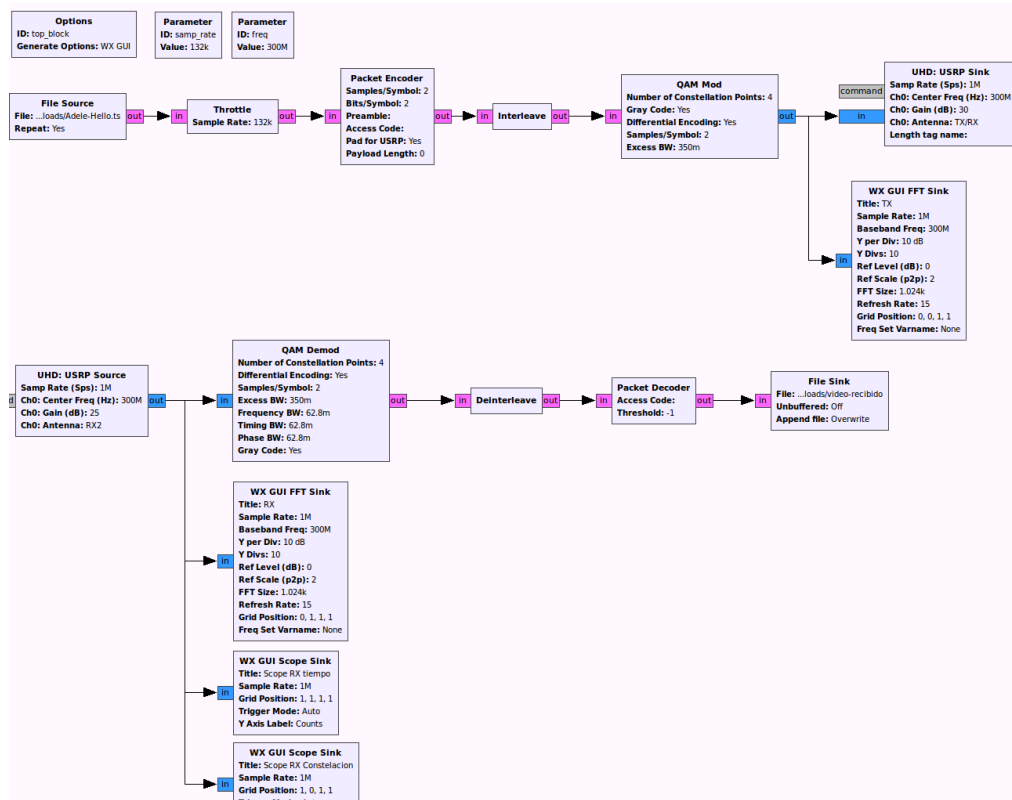 Options
ID: top_block
Generate Options: WX GUI
Parameter
ID: samp_rate
Value: 132k
Parameter
ID: freq
Value: 300M
File Source
File: ...loads/Adele-Hello.ts
Repeat: Yes
out
in
Throttle
Sample Rate: 132k
out
in
Packet Encoder
Samples/Symbol: 2
Bits/Symbol: 2
Preamble:
Access Code:
Pad for USRP: Yes
Payload Length: 0
out
in
Interleave
out
in
QAM Mod
Number of Constellation Points: 4
Gray Code: Yes
Differential Encoding: Yes
Samples/Symbol: 2
Excess BW: 350m
out
command
in
UHD: USRP Sink
Samp Rate (Sps): 1M
Ch0: Center Freq (Hz): 300M
Ch0: Gain (dB): 30
Ch0: Antenna: TX/RX
Length tag name:
in
WX GUI FFT Sink
Title: TX
Sample Rate: 1M
Baseband Freq: 300M
Y per Div: 10 dB
Y Divs: 10
Ref Level (dB): 0
Ref Scale (p2p): 2
FFT Size: 1.024k
Refresh Rate: 15
Grid Position: 0, 0, 1, 1
Freq Set Varname: None
UHD: USRP Source
Samp Rate (Sps): 1M
Ch0: Center Freq (Hz): 300M
Ch0: Gain (dB): 25
Ch0: Antenna: RX2
out
in
QAM Demod
Number of Constellation Points: 4
Differential Encoding: Yes
Samples/Symbol: 2
Excess BW: 350m
Frequency BW: 62.8m
Timing BW: 62.8m
Phase BW: 62.8m
Gray Code: Yes
out
in
Deinterleave
out
in
Packet Decoder
Access Code:
Threshold: -1
out
in
File Sink
File: ...loads/video-recibido
Unbuffered: Off
Append file: Overwrite
in
WX GUI FFT Sink
Title: RX
Sample Rate: 1M
Baseband Freq: 300M
Y per Div: 10 dB
Y Divs: 10
Ref Level (dB): 0
Ref Scale (p2p): 2
FFT Size: 1.024k
Refresh Rate: 15
Grid Position: 0, 1, 1, 1
Freq Set Varname: None
in
WX GUI Scope Sink
Title: Scope RX tiempo
Sample Rate: 1M
Grid Position: 1, 1, 1, 1
Trigger Mode: Auto
Y Axis Label: Counts
in
WX GUI Scope Sink
Title: Scope RX Constelacion
Sample Rate: 1M
Grid Position: 1, 0, 1, 1